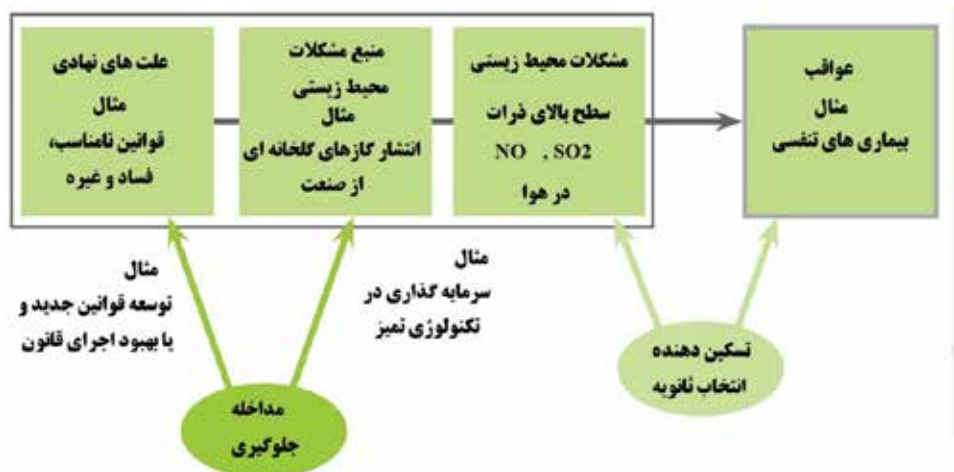 علت های نهادی
مثال
قوانین نامناسب،
فساد و غیره
منبع مشکلات
محیط زیستی
مثال
انتشار گازهای گلخانه ای
از صنعت
مشکلات محیط زیستی
سطح بالای ذرات
NO , SO2
در هوا
عواقب
مثال
بیماری های تنفسی
مثال
توسعه قوانین جدید و
یا بهبود اجرای قانون
مثال
سرمایه گذاری در
تکنولوژی تمیز
مداخله
جلوگیری
تسکین دهنده
انتخاب ثانویه